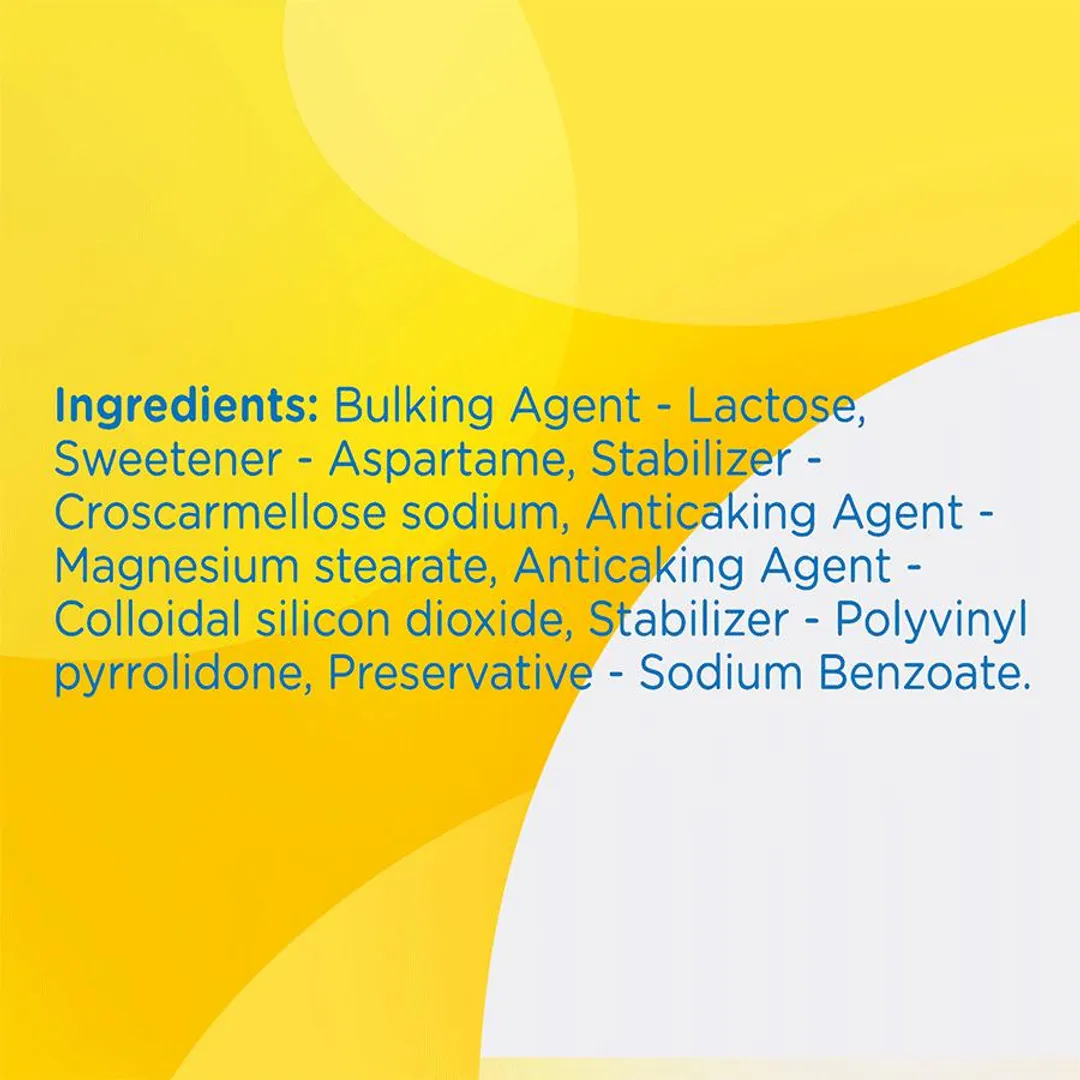 Ingredients: Bulking Agent - Lactose,
Sweetener - Aspartame, Stabilizer -
Croscarmellose sodium, Anticaking Agent -
Magnesium stearate, Anticaking Agent -
Colloidal silicon dioxide, Stabilizer - Polyvinyl
pyrrolidone, Preservative - Sodium Benzoate.